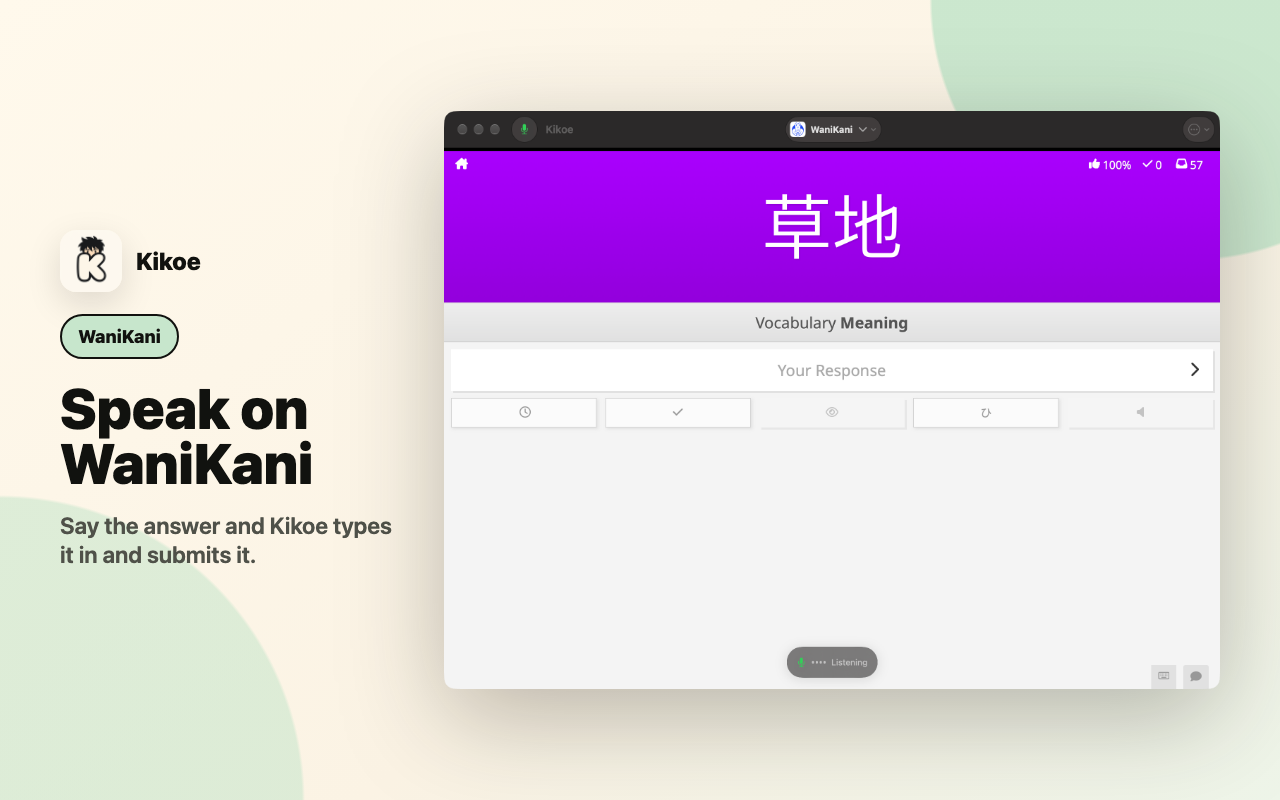 Kikoe
WaniKani
Speak on
WaniKani
Say the answer and Kikoe types
it in and submits it.
Kikoe
WaniKani
100%
0
57
草地
Vocabulary Meaning
Your Response
ひ
Listening